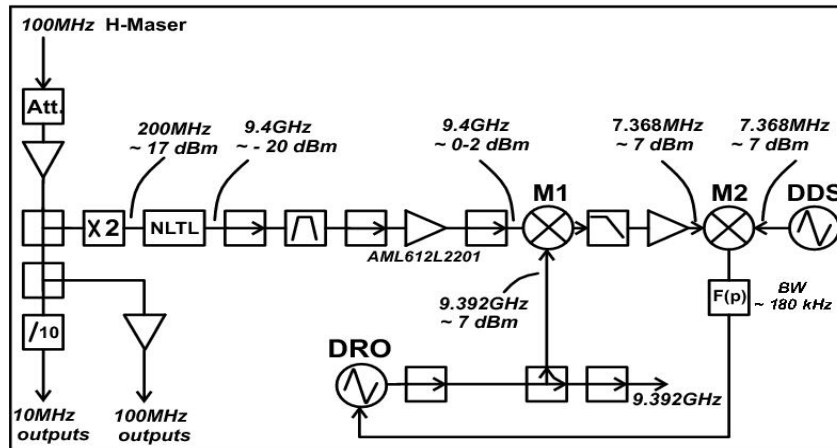 100MHz H-Maser
Att.
200MHz
~ 17 dBm
9.4GHz
~ - 20 dBm
9.4GHz
~ 0-2 dBm
7.368MHz
~ 7 dBm
7.368MHz
~ 7 dBm
M1
M2
DDS
X 2
NLTL
AML612L2201
9.392GHz
~ 7 dBm
F(p)
BW
~ 180 kHz
/10
DRO
9.392GHz
10MHz
outputs
100MHz
outputs